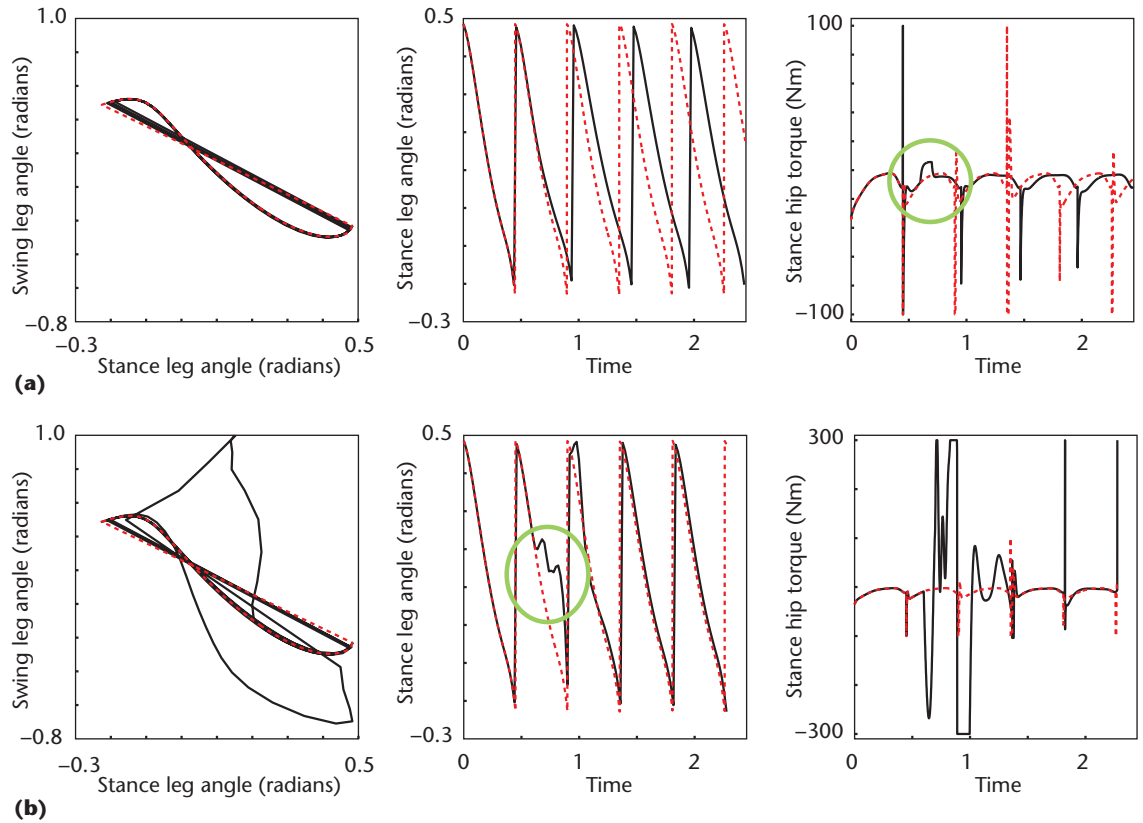 1.0
Swing leg angle (radians)
−0.8
−0.3
0.5
Stance leg angle (radians)
(a)
0.5
Stance leg angle (radians)
−0.3
0
1
2
Time
100
Stance hip torque (Nm)
−100
0
1
2
Time
1.0
Swing leg angle (radians)
−0.8
−0.3
0.5
Stance leg angle (radians)
(b)
0.5
Stance leg angle (radians)
−0.3
0
1
2
Time
300
Stance hip torque (Nm)
−300
0
1
2
Time